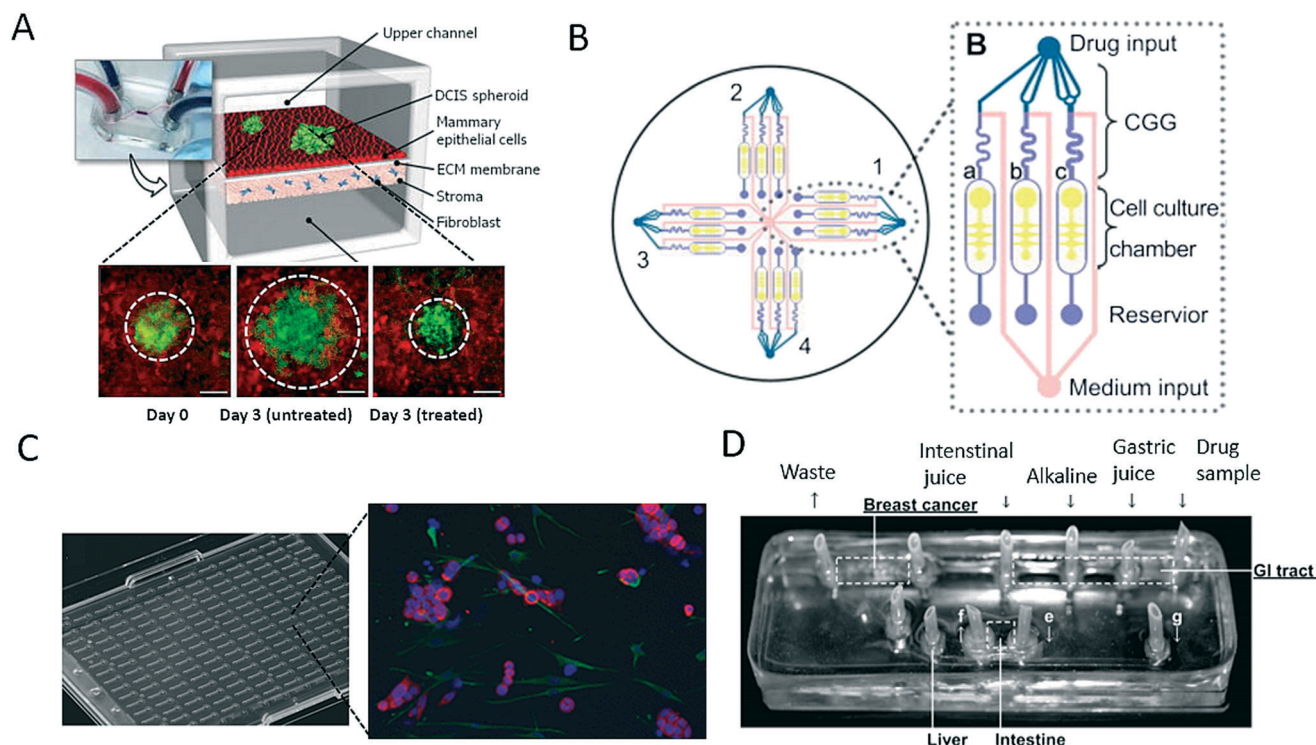 A
Upper channel
DCIS spheroid
Mammary
epithelial cells
ECM membrane
Stroma
Fibroblast
Day 0
Day 3 (untreated)
Day 3 (treated)
B
1
2
3
4
B
Drug input
CGG
a
b
c
Cell culture
chamber
Reservior
Medium input
C
D
Waste
Intenstinal
juice
Alkaline
Gastric
juice
Drug
sample
Breast cancer
GI tract
f
e
g
Liver
Intestine